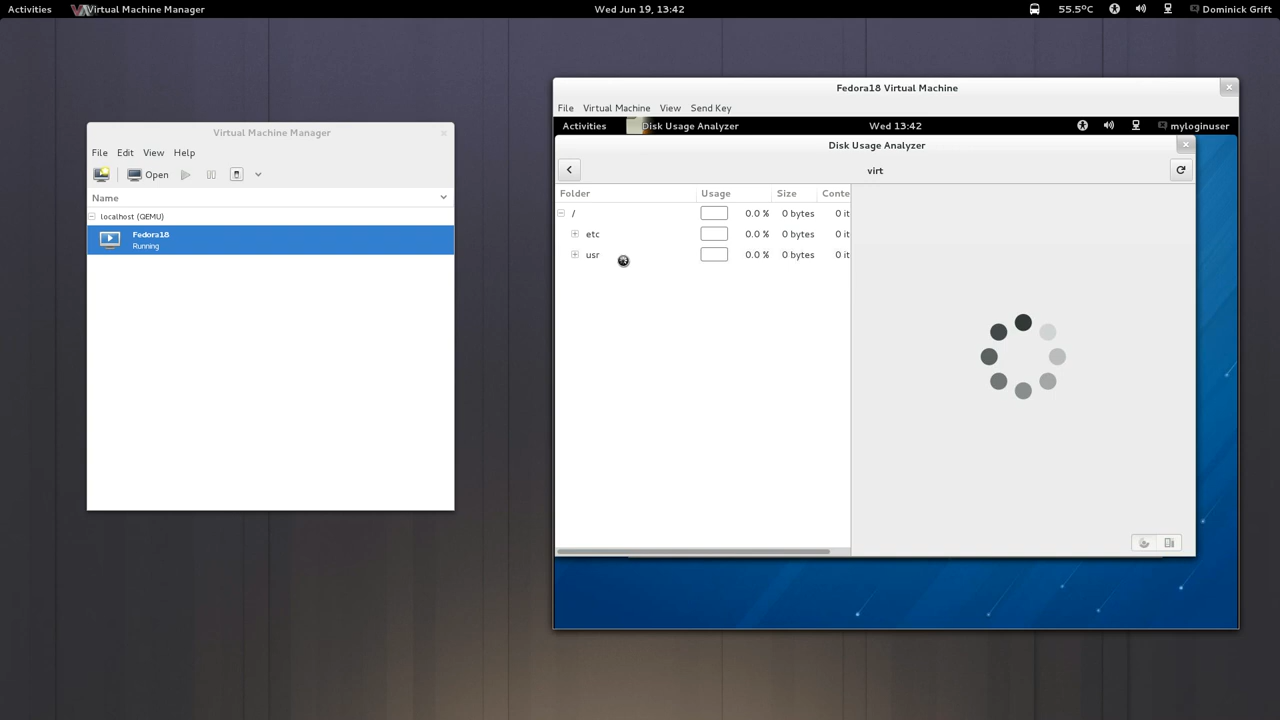 Activities Virtual Machine Manager Wed Jun 19, 13:42 55.5°C Dominick Grift
Virtual Machine Manager
File Edit View Help
Open
Name
localhost (QEMU)
Fedora18
Running
Fedora18 Virtual Machine
File Virtual Machine View Send Key
Activities Disk Usage Analyzer Wed 13:42 myloginuser
Disk Usage Analyzer
virt
Folder Usage Size Conte
/ 0.0 % 0 bytes 0 it
etc 0.0 % 0 bytes 0 it
usr 0.0 % 0 bytes 0 it